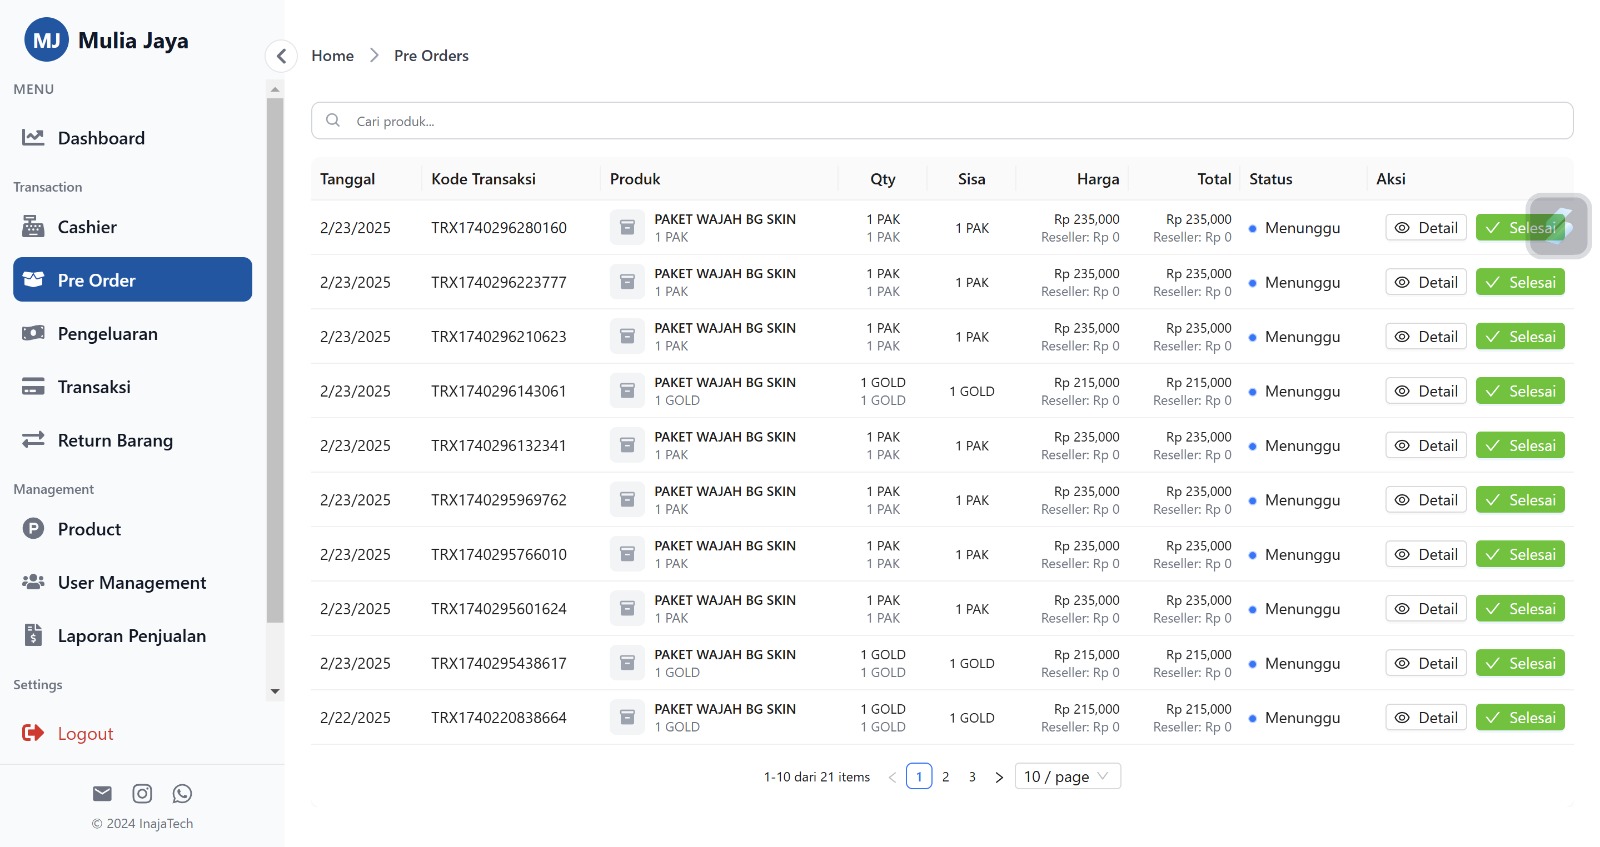 MJ Mulia Jaya
MENU
Dashboard
Transaction
Cashier
Pre Order
Pengeluaran
Transaksi
Return Barang
Management
Product
User Management
Laporan Penjualan
Settings
Logout
© 2024 InajaTech
Home > Pre Orders
Cari produk...
Tanggal Kode Transaksi Produk Qty Sisa Harga Total Status Aksi
2/23/2025 TRX1740296280160 PAKET WAJAH BG SKIN 1 PAK 1 PAK Rp 235,000 Rp 235,000 Menunggu Detail Selesai
1 PAK 1 PAK Reseller: Rp 0 Reseller: Rp 0
2/23/2025 TRX1740296223777 PAKET WAJAH BG SKIN 1 PAK 1 PAK Rp 235,000 Rp 235,000 Menunggu Detail Selesai
1 PAK 1 PAK Reseller: Rp 0 Reseller: Rp 0
2/23/2025 TRX1740296210623 PAKET WAJAH BG SKIN 1 PAK 1 PAK Rp 235,000 Rp 235,000 Menunggu Detail Selesai
1 PAK 1 PAK Reseller: Rp 0 Reseller: Rp 0
2/23/2025 TRX1740296143061 PAKET WAJAH BG SKIN 1 GOLD 1 GOLD Rp 215,000 Rp 215,000 Menunggu Detail Selesai
1 GOLD 1 GOLD Reseller: Rp 0 Reseller: Rp 0
2/23/2025 TRX1740296132341 PAKET WAJAH BG SKIN 1 PAK 1 PAK Rp 235,000 Rp 235,000 Menunggu Detail Selesai
1 PAK 1 PAK Reseller: Rp 0 Reseller: Rp 0
2/23/2025 TRX1740295969762 PAKET WAJAH BG SKIN 1 PAK 1 PAK Rp 235,000 Rp 235,000 Menunggu Detail Selesai
1 PAK 1 PAK Reseller: Rp 0 Reseller: Rp 0
2/23/2025 TRX1740295766010 PAKET WAJAH BG SKIN 1 PAK 1 PAK Rp 235,000 Rp 235,000 Menunggu Detail Selesai
1 PAK 1 PAK Reseller: Rp 0 Reseller: Rp 0
2/23/2025 TRX1740295601624 PAKET WAJAH BG SKIN 1 PAK 1 PAK Rp 235,000 Rp 235,000 Menunggu Detail Selesai
1 PAK 1 PAK Reseller: Rp 0 Reseller: Rp 0
2/23/2025 TRX1740295438617 PAKET WAJAH BG SKIN 1 GOLD 1 GOLD Rp 215,000 Rp 215,000 Menunggu Detail Selesai
1 GOLD 1 GOLD Reseller: Rp 0 Reseller: Rp 0
2/22/2025 TRX1740220838664 PAKET WAJAH BG SKIN 1 GOLD 1 GOLD Rp 215,000 Rp 215,000 Menunggu Detail Selesai
1 GOLD 1 GOLD Reseller: Rp 0 Reseller: Rp 0
1-10 dari 21 items < 1 2 3 > 10 / page